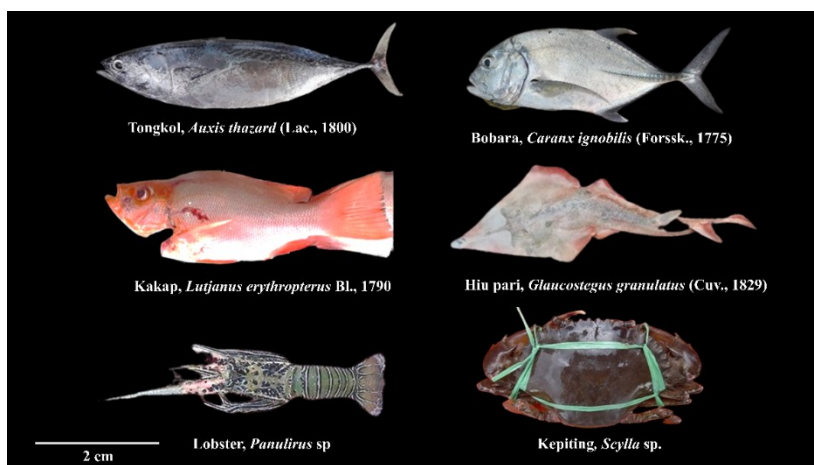 Tongkol, Auxis thazard (Lac., 1800)
Bobara, Caranx ignobilis (Forssk., 1775)
Kakap, Lutjanus erythropterus Bl., 1790
Hiu pari, Glaucostegus granulatus (Cuv., 1829)
Lobster, Panulirus sp
Kepiting, Scylla sp.
2 cm